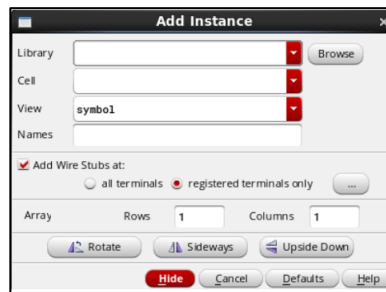 Add Instance
Library Browse
Cell
View symbol
Names
Add Wire Stubs at:
all terminals registered terminals only ...
Array Rows 1 Columns 1
Rotate Sideways Upside Down
Hide Cancel Defaults Help